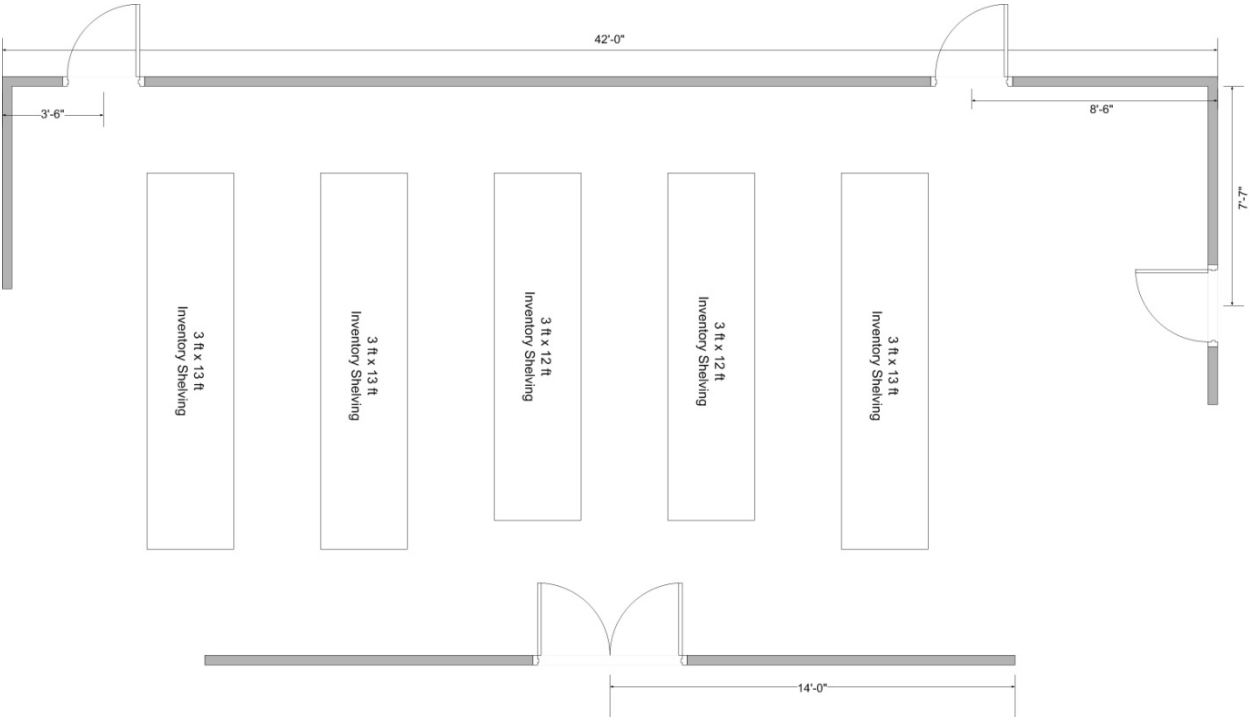 42'-0"
3'-6"
8'-6"
7'-7"
3 ft x 13 ft
Inventory Shelving
3 ft x 13 ft
Inventory Shelving
3 ft x 12 ft
Inventory Shelving
3 ft x 12 ft
Inventory Shelving
3 ft x 13 ft
Inventory Shelving
14'-0"